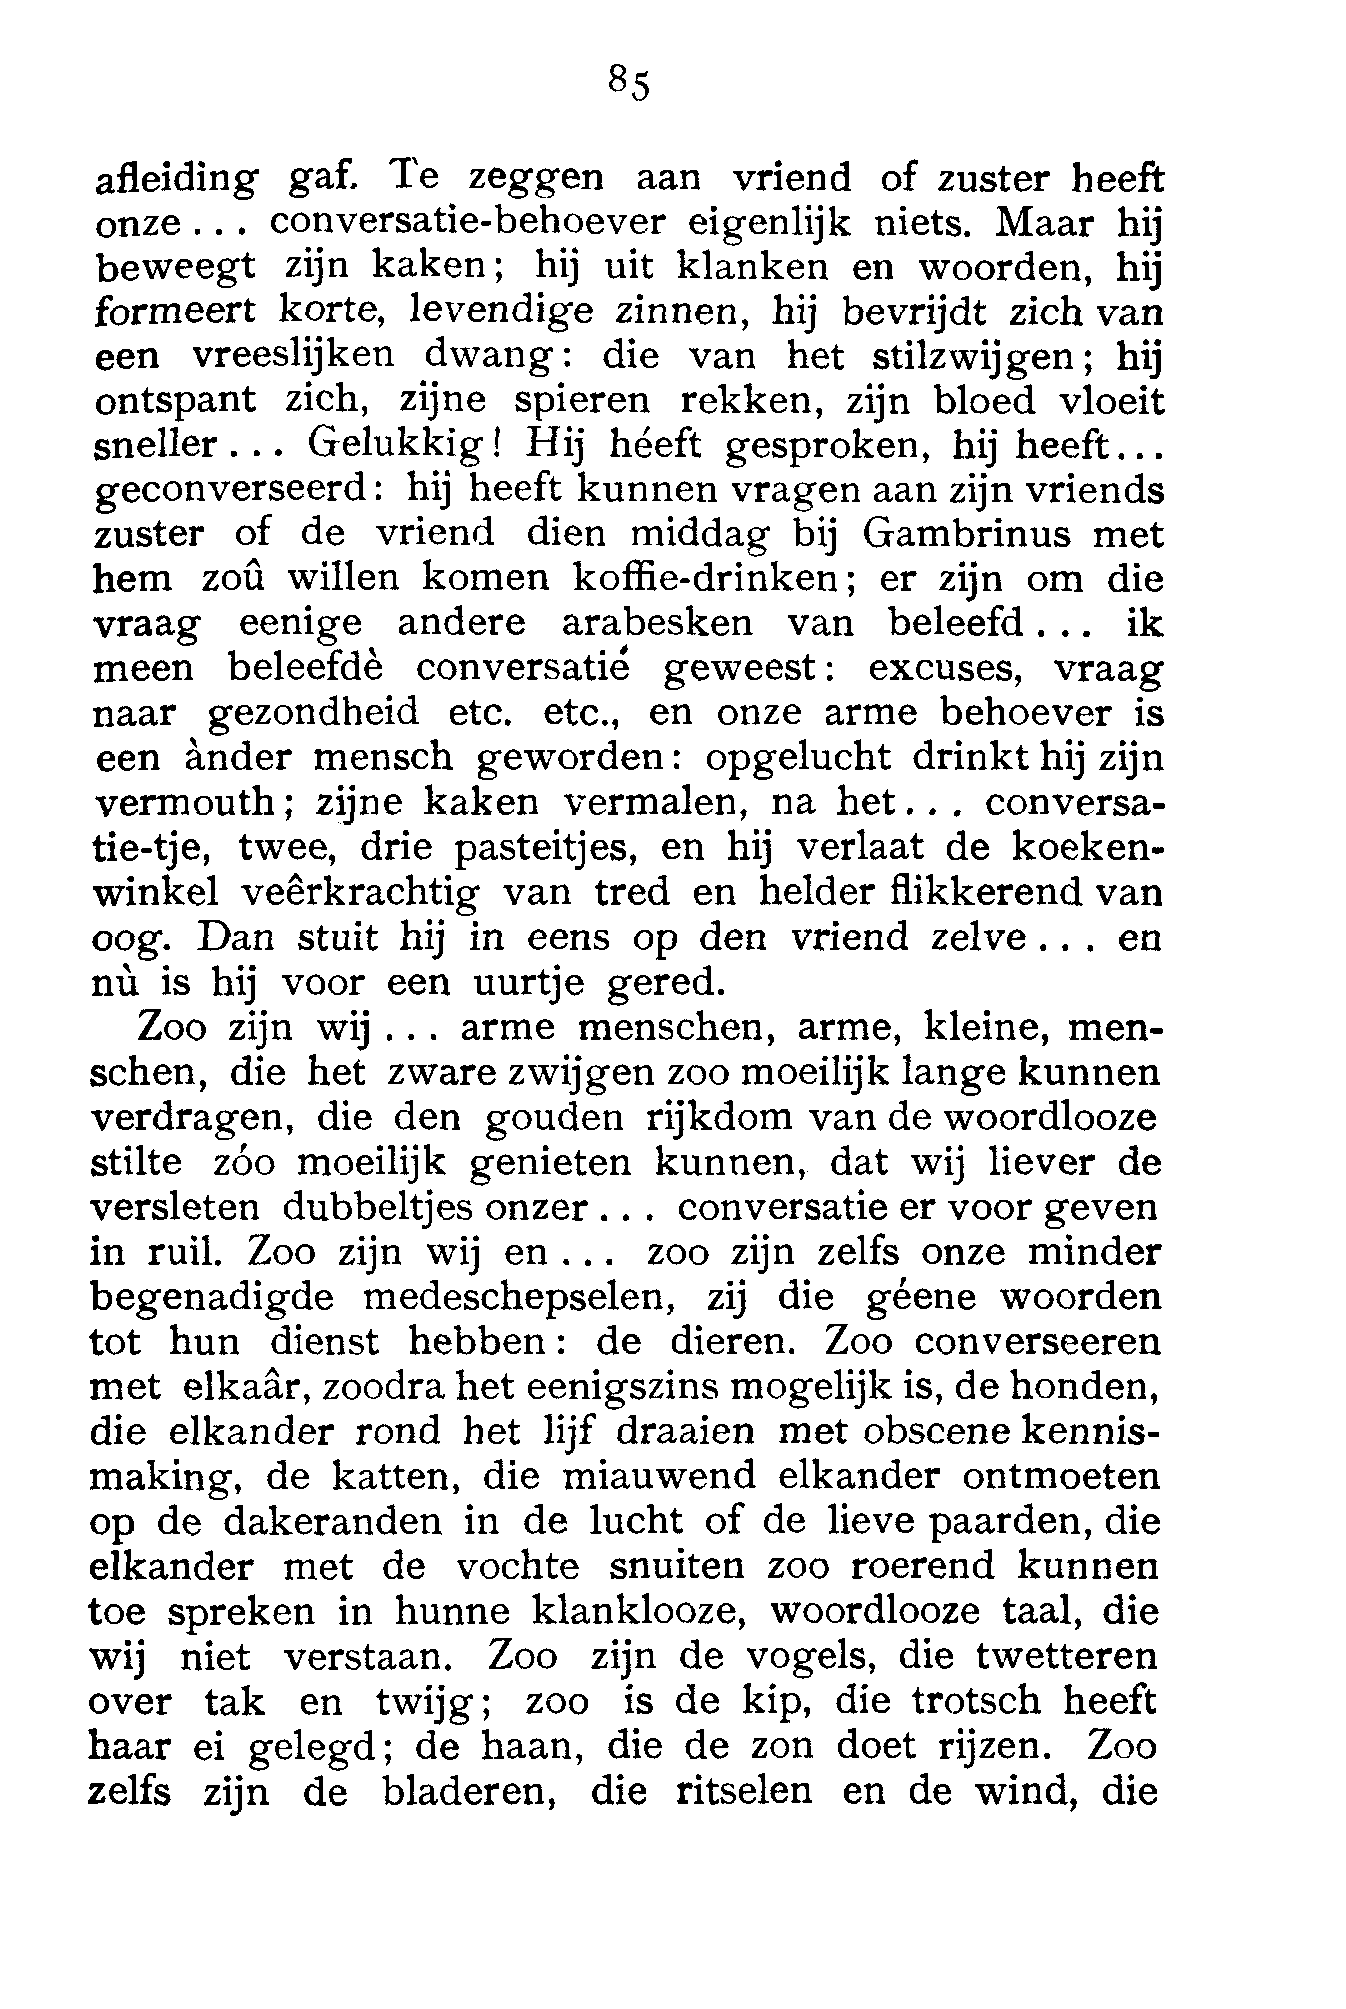 85
afleiding gaf. Te zeggen aan vriend of zuster heeft
onze ... conversatie-behoever eigenlijk niets. Maar hij
beweegt zijn kaken; hij uit klanken en woorden, hij
formeert korte, levendige zinnen, hij bevrijdt zich van
een vreeslijken dwang: die van het stilzwijgen; hij
ontspant zich, zijne spieren rekken, zijn bloed vloeit
sneller ... Gelukkig! Hij héeft gesproken, hij heeft...
geconverseerd: hij heeft kunnen vragen aan zijn vriends
zuster of de vriend dien middag bij Gambrinus met
hem zoû willen komen koffie-drinken; er zijn om die
vraag eenige andere arabesken van beleefd ... ik
meen beleefdè conversatié geweest: excuses, vraag
naar gezondheid etc. etc., en onze arme behoever is
een ànder mensch geworden: opgelucht drinkt hij zijn
vermouth; zijne kaken vermalen, na het... conversa-
tie-tje, twee, drie pasteitjes, en hij verlaat de koeken-
winkel veêrkrachtig van tred en helder flikkerend van
oog. Dan stuit hij in eens op den vriend zelve ... en
nù is hij voor een uurtje gered.
Zoo zijn wij ... arme menschen, arme, kleine, men-
schen, die het zware zwijgen zoo moeilijk lange kunnen
verdragen, die den gouden rijkdom van de woordlooze
stilte zóo moeilijk genieten kunnen, dat wij liever de
versleten dubbeltjes onzer ... conversatie er voor geven
in ruil. Zoo zijn wij en ... zoo zijn zelfs onze minder
begenadigde medeschepselen, zij die géene woorden
tot hun dienst hebben: de dieren. Zoo converseeren
met elkaâr, zoodra het eenigszins mogelijk is, de honden,
die elkander rond het lijf draaien met obscene kennis-
making, de katten, die miauwend elkander ontmoeten
op de dakeranden in de lucht of de lieve paarden, die
elkander met de vochte snuiten zoo roerend kunnen
toe spreken in hunne klanklooze, woordlooze taal, die
wij niet verstaan. Zoo zijn de vogels, die twetteren
over tak en twijg; zoo is de kip, die trotsch heeft
haar ei gelegd; de haan, die de zon doet rijzen. Zoo
zelfs zijn de bladeren, die ritselen en de wind, die